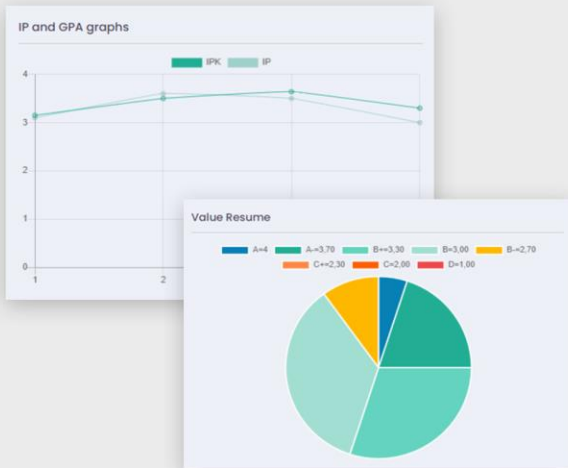 IP and GPA graphs
IPK IP
4
3
2
1
0
1 2
Value Resume
A=4 A-=3,70 B+=3,30 B=3,00 B-=2,70
C+=2,30 C=2,00 D=1,00